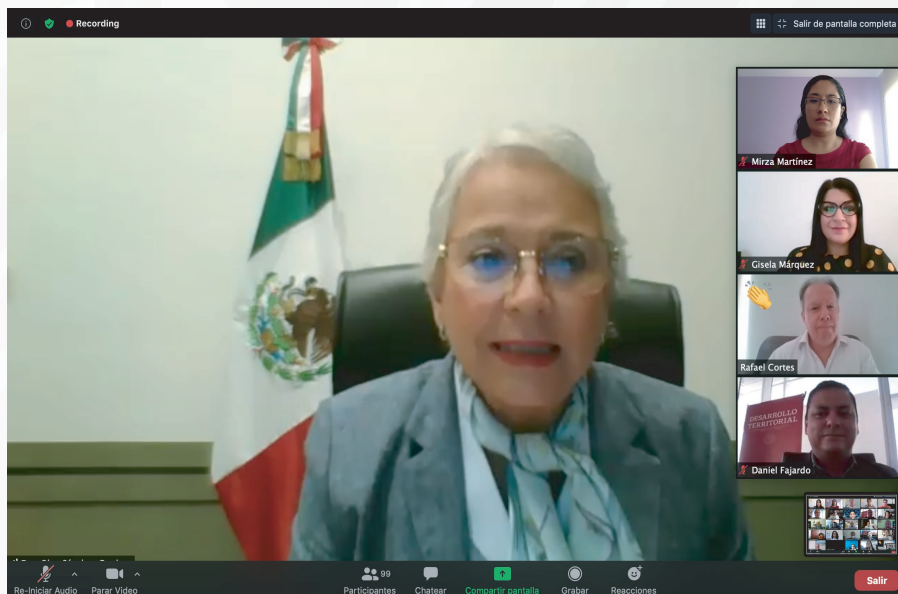 Recording
Salir de pantalla completa
Mirza Martínez
Gisela Márquez
Rafael Cortes
DESARROLLO
TERRITORIAL
Daniel Fajardo
99
Re-Iniciar Audio
Parar Video
Participantes
Chatear
Compartir pantalla
Grabar
Reacciones
Salir